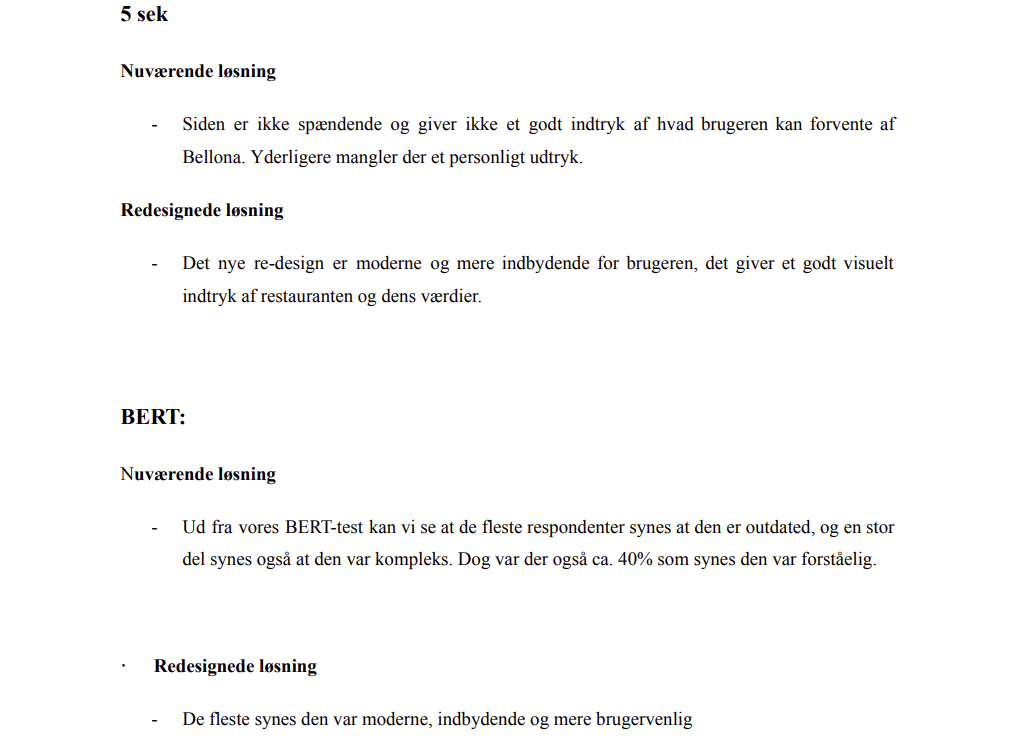 5 sek
Nuværende løsning
- Siden er ikke spændende og giver ikke et godt indtryk af hvad brugeren kan forvente af
Bellona. Yderligere mangler der et personligt udtryk.
Redesignede løsning
- Det nye re-design er moderne og mere indbydende for brugeren, det giver et godt visuelt
indtryk af restauranten og dens værdier.
BERT:
Nuværende løsning
- Ud fra vores BERT-test kan vi se at de fleste respondenter synes at den er outdated, og en stor
del synes også at den var kompleks. Dog var der også ca. 40% som synes den var forståelig.
· Redesignede løsning
- De fleste synes den var moderne, indbydende og mere brugervenlig